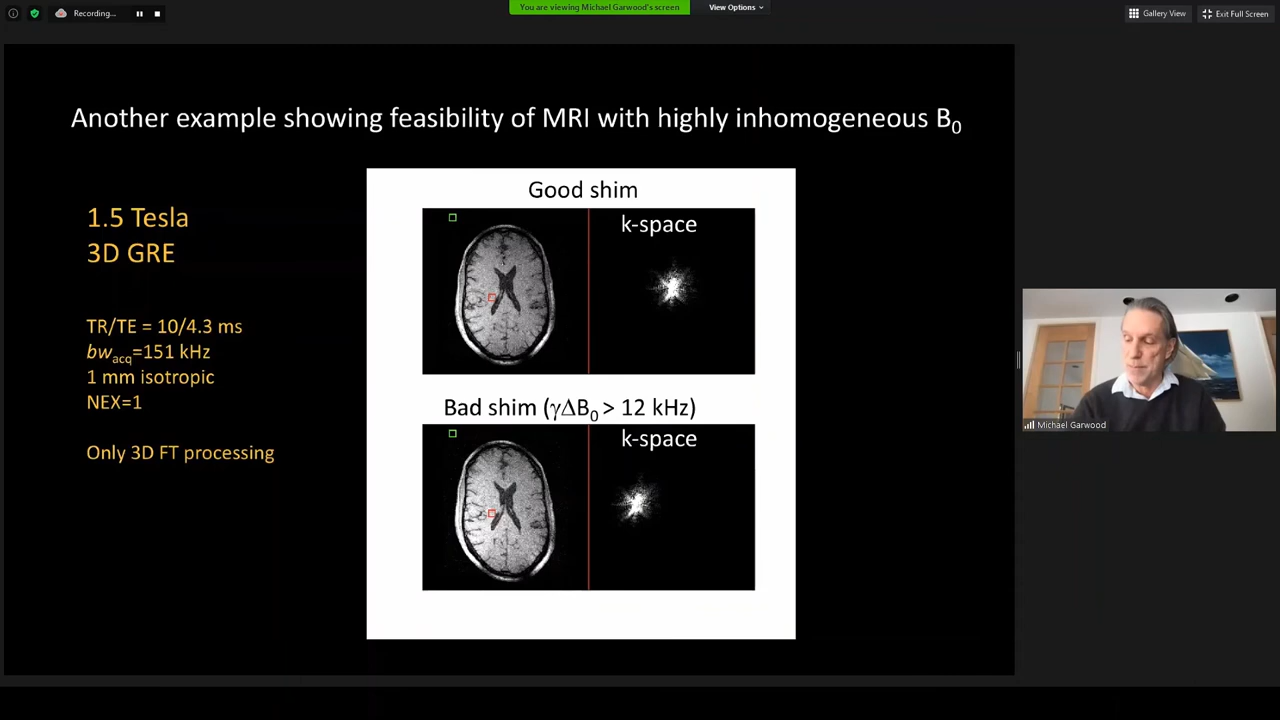 Recording...
You are viewing Michael Garwood's screen
View Options
Gallery View
Exit Full Screen
Another example showing feasibility of MRI with highly inhomogeneous B₀
1.5 Tesla
3D GRE
TR/TE = 10/4.3 ms
bwacq=151 kHz
1 mm isotropic
NEX=1
Only 3D FT processing
Good shim
k-space
Bad shim (γΔB₀ > 12 kHz)
k-space
Michael Garwood